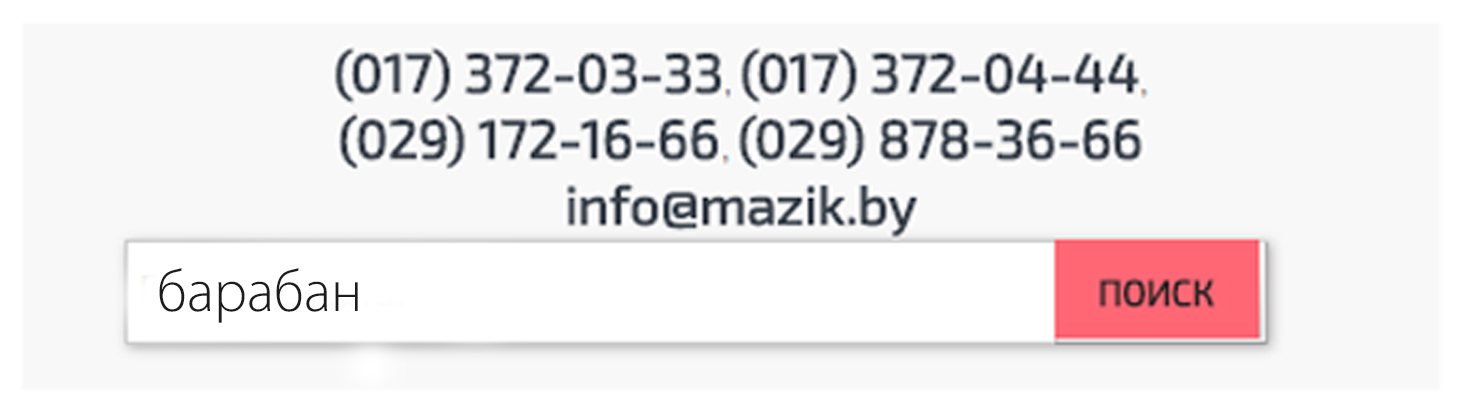 (017) 372-03-33, (017) 372-04-44,
(029) 172-16-66, (029) 878-36-66
info@mazik.by
барабан ПОИСК